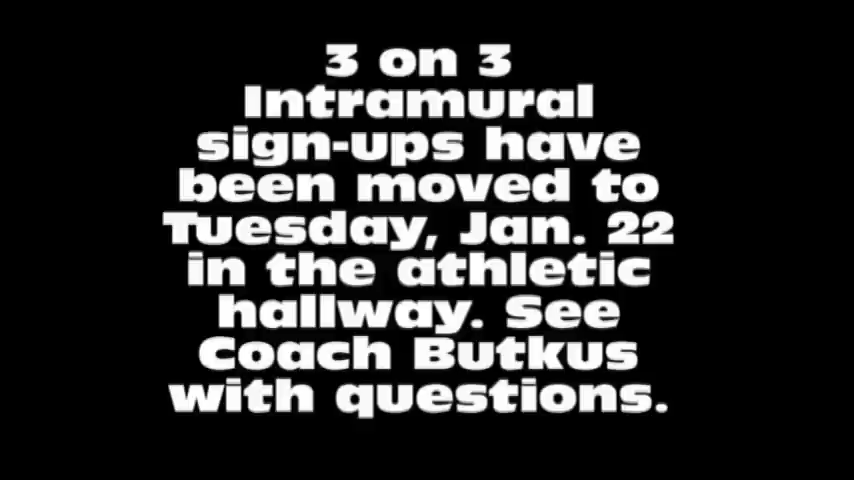 3 on 3
Intramural
sign-ups have
been moved to
Tuesday, Jan. 22
in the athletic
hallway. See
Coach Butkus
with questions.